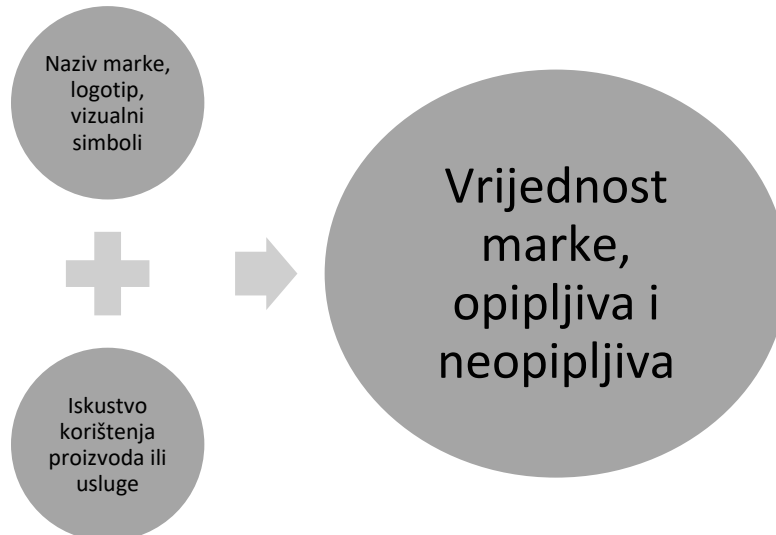 Naziv marke,
logotip,
vizualni
simboli
Iskustvo
korištenja
proizvoda ili
usluge
Vrijednost
marke,
opipljiva i
neopipljiva